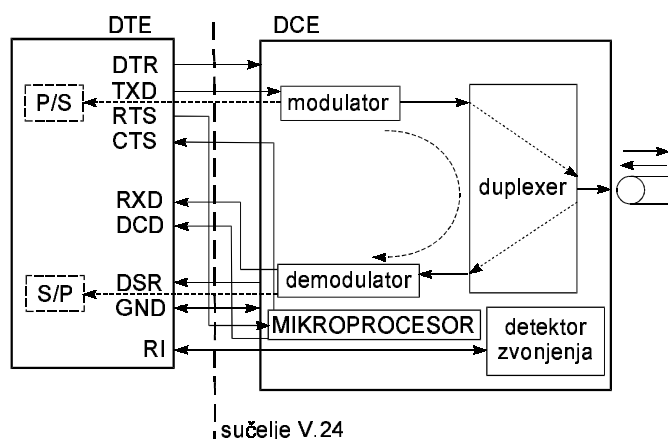 DTE
DCE
DTR
TXD
P/S
RTS
CTS
RXD
DCD
DSR
S/P
GND
RI
modulator
duplexer
demodulator
MIKROPROCESOR
detektor
zvonjenja
sučelje V.24